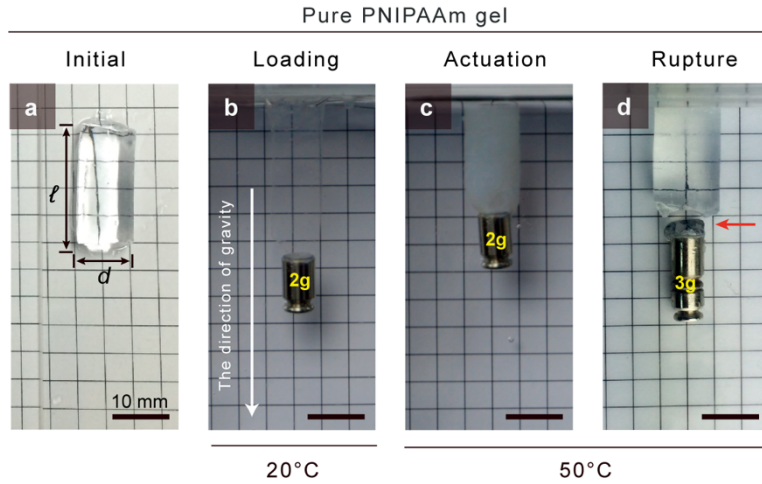 Pure PNIPAAm gel
Initial
Loading
Actuation
Rupture
a
b
c
d
ℓ
d
10 mm
The direction of gravity
2g
2g
3g
20°C
50°C